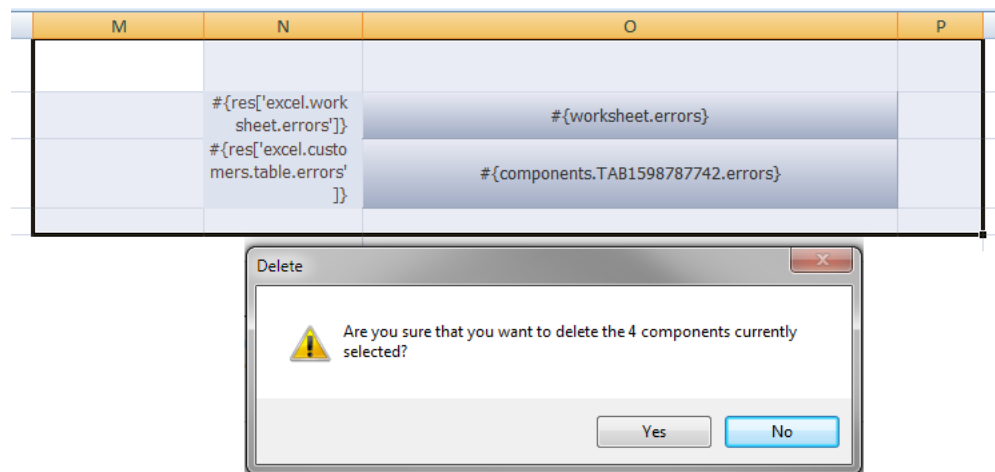 M N O P
#{res['excel.work
sheet.errors']}
#{worksheet.errors}
#{res['excel.custo
mers.table.errors'
]}
#{components.TAB1598787742.errors}
Delete
Are you sure that you want to delete the 4 components currently
selected?
Yes No